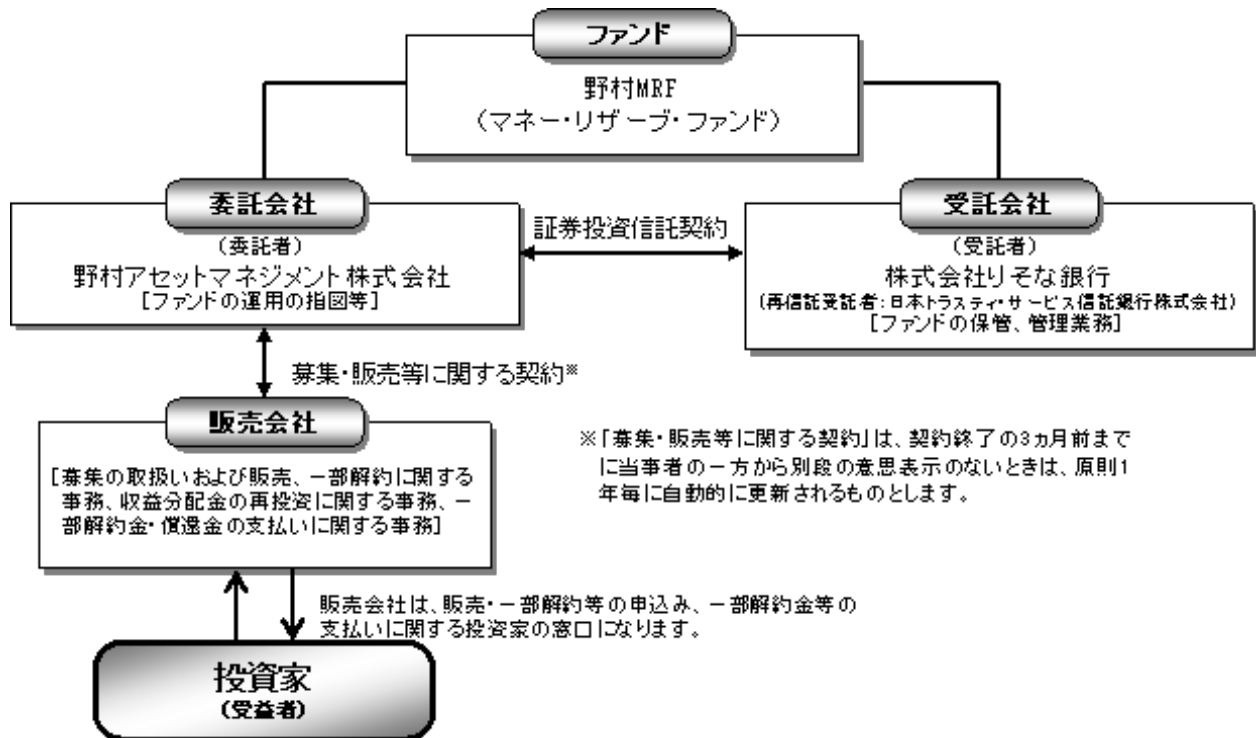 ファンド
野村MRF
(マネー・リザーブ・ファンド)
委託会社
(委託者)
野村アセットマネジメント株式会社
[ファンドの運用の指図等]
証券投資信託契約
受託会社
(受託者)
株式会社りそな銀行
(再信託受託者:日本トラスティ・サービス信託銀行株式会社)
[ファンドの保管、管理業務]
募集・販売等に関する契約※
販売会社
[募集の取扱いおよび販売、一部解約に関する
事務、収益分配金の再投資に関する事務、一
部解約金・償還金の支払いに関する事務]
※「募集・販売等に関する契約」は、契約終了の3ヵ月前まで
に当事者の一方から別段の意思表示のないときは、原則1
年毎に自動的に更新されるものとします。
販売会社は、販売・一部解約等の申込み、一部解約金等の
支払いに関する投資家の窓口になります。
投資家
(受益者)